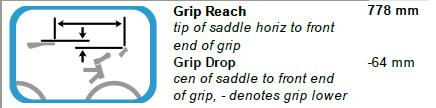 Grip Reach 778 mm
tip of saddle horiz to front
end of grip
Grip Drop -64 mm
cen of saddle to front end
of grip, - denotes grip lower